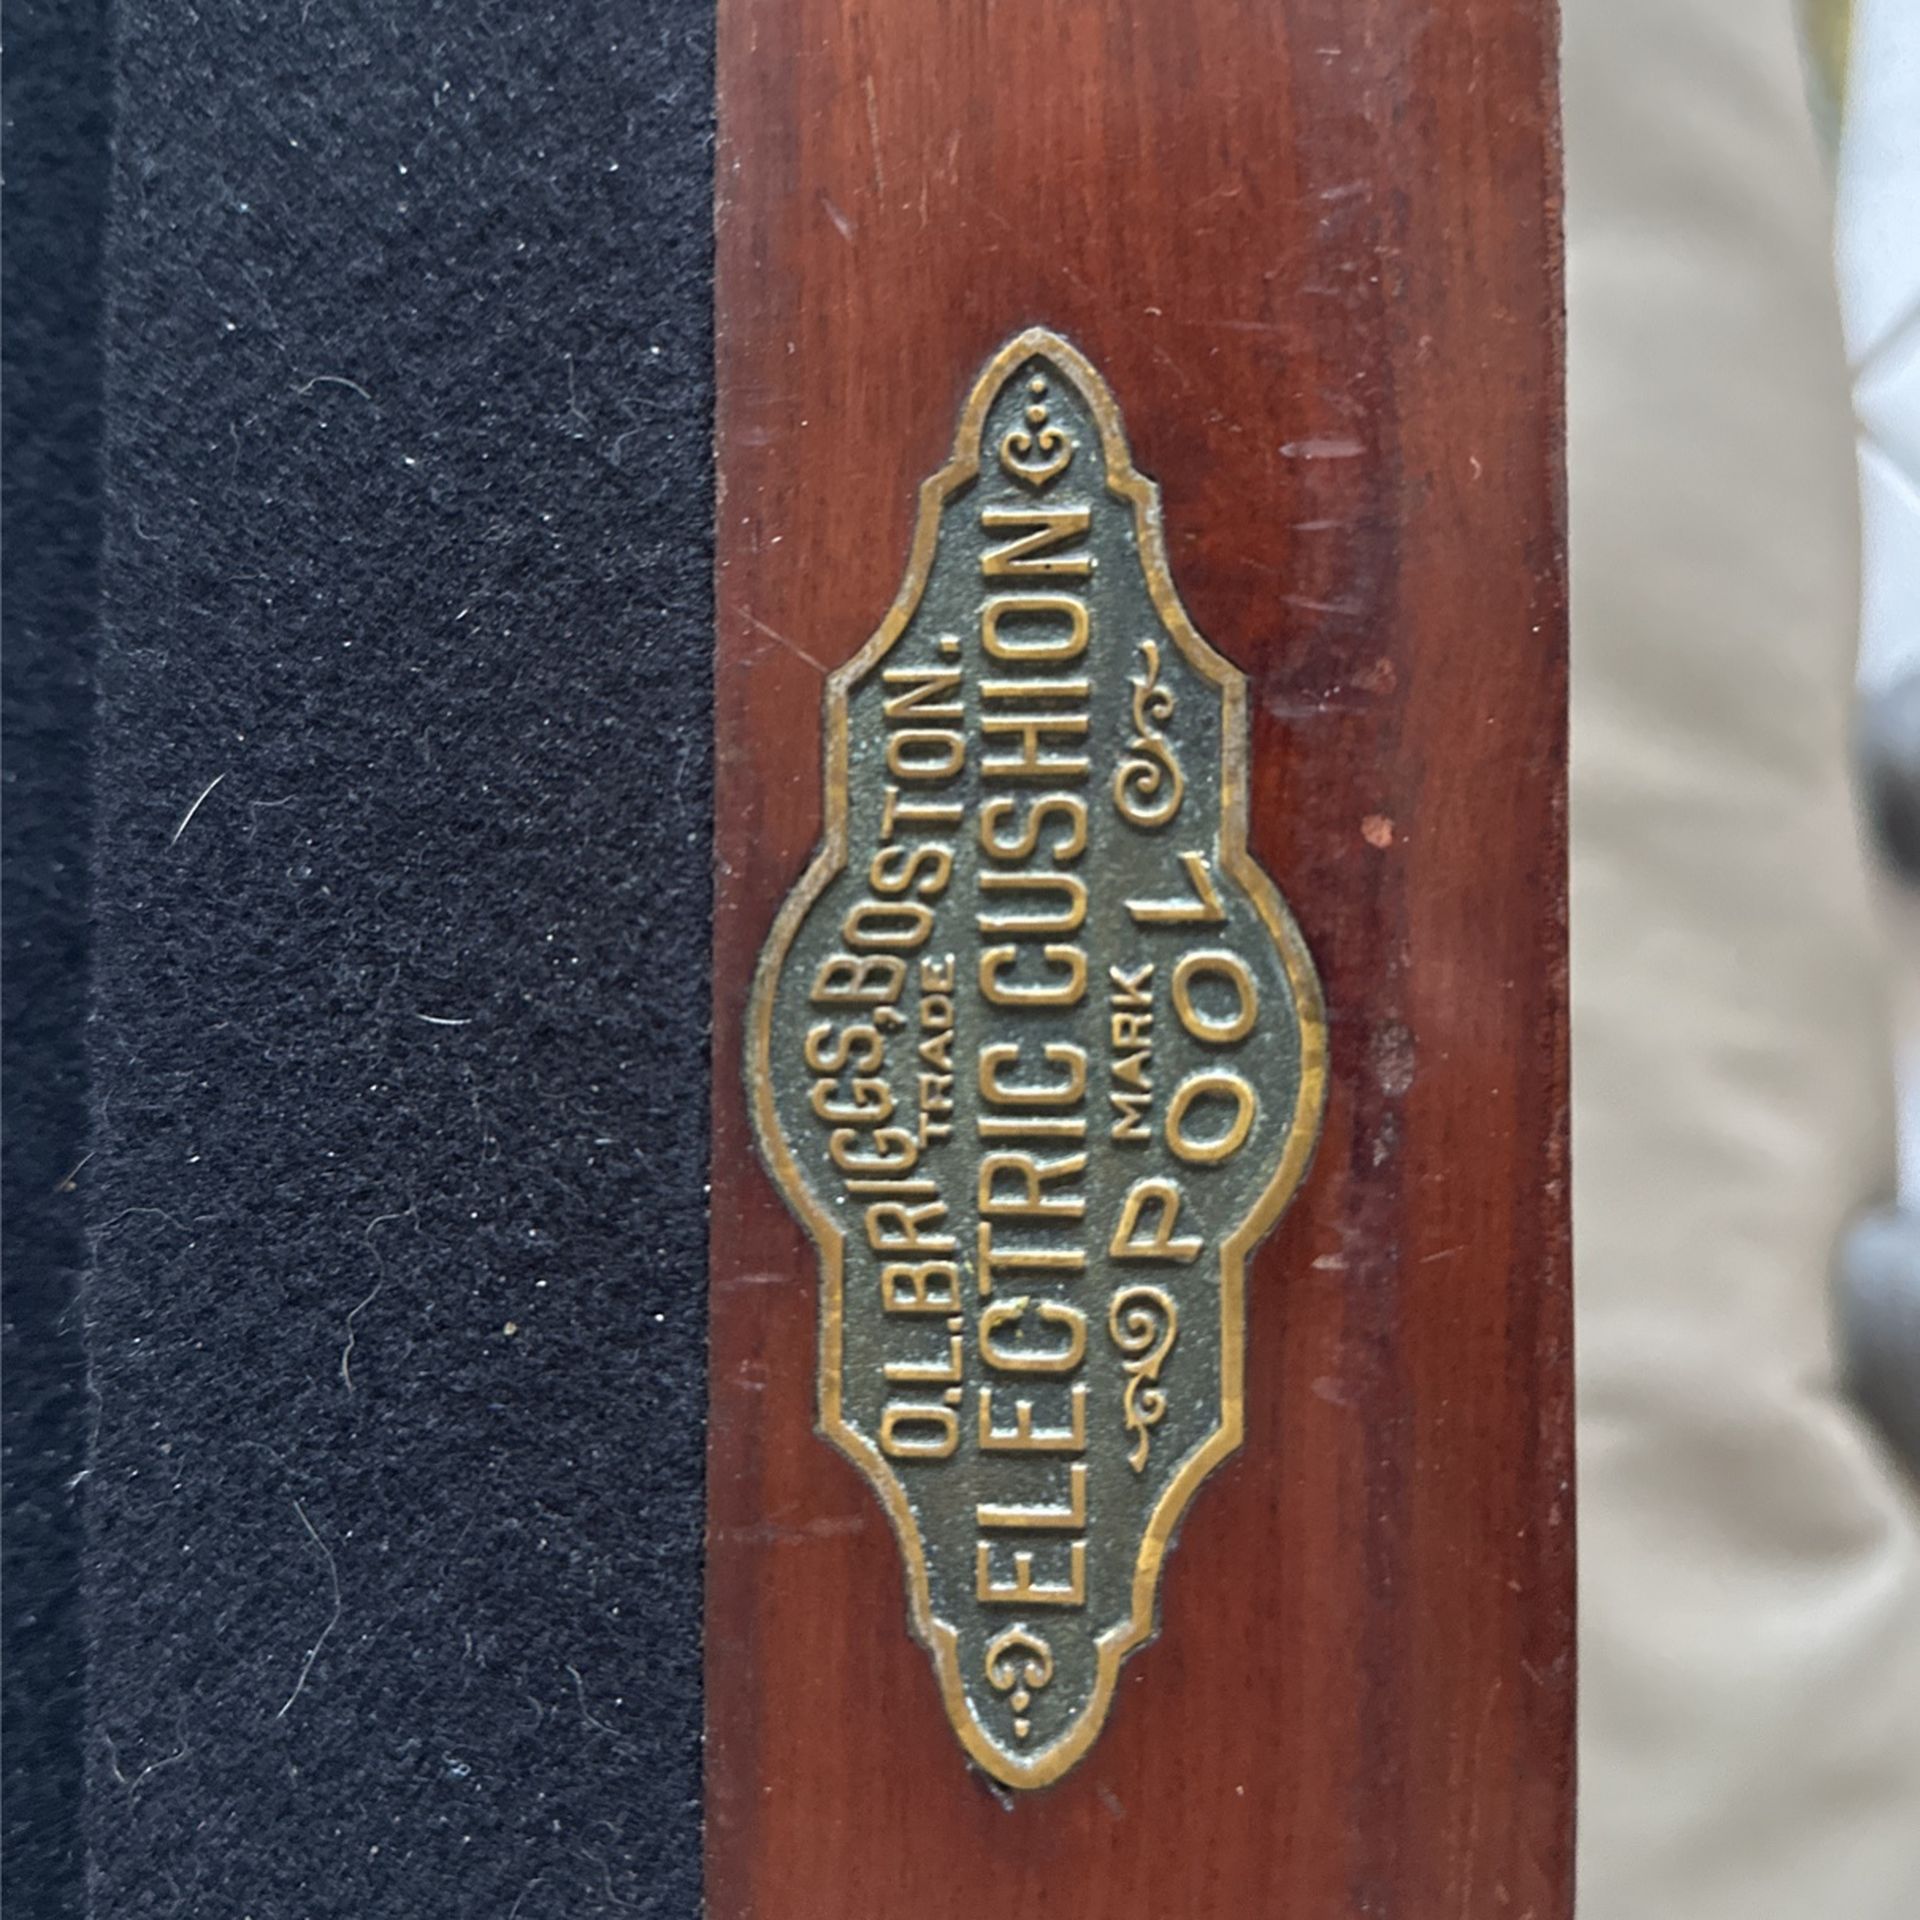 O.L.BRIGGS, BOSTON.
TRADE
ELECTRIC CUSHION
MARK
POOL